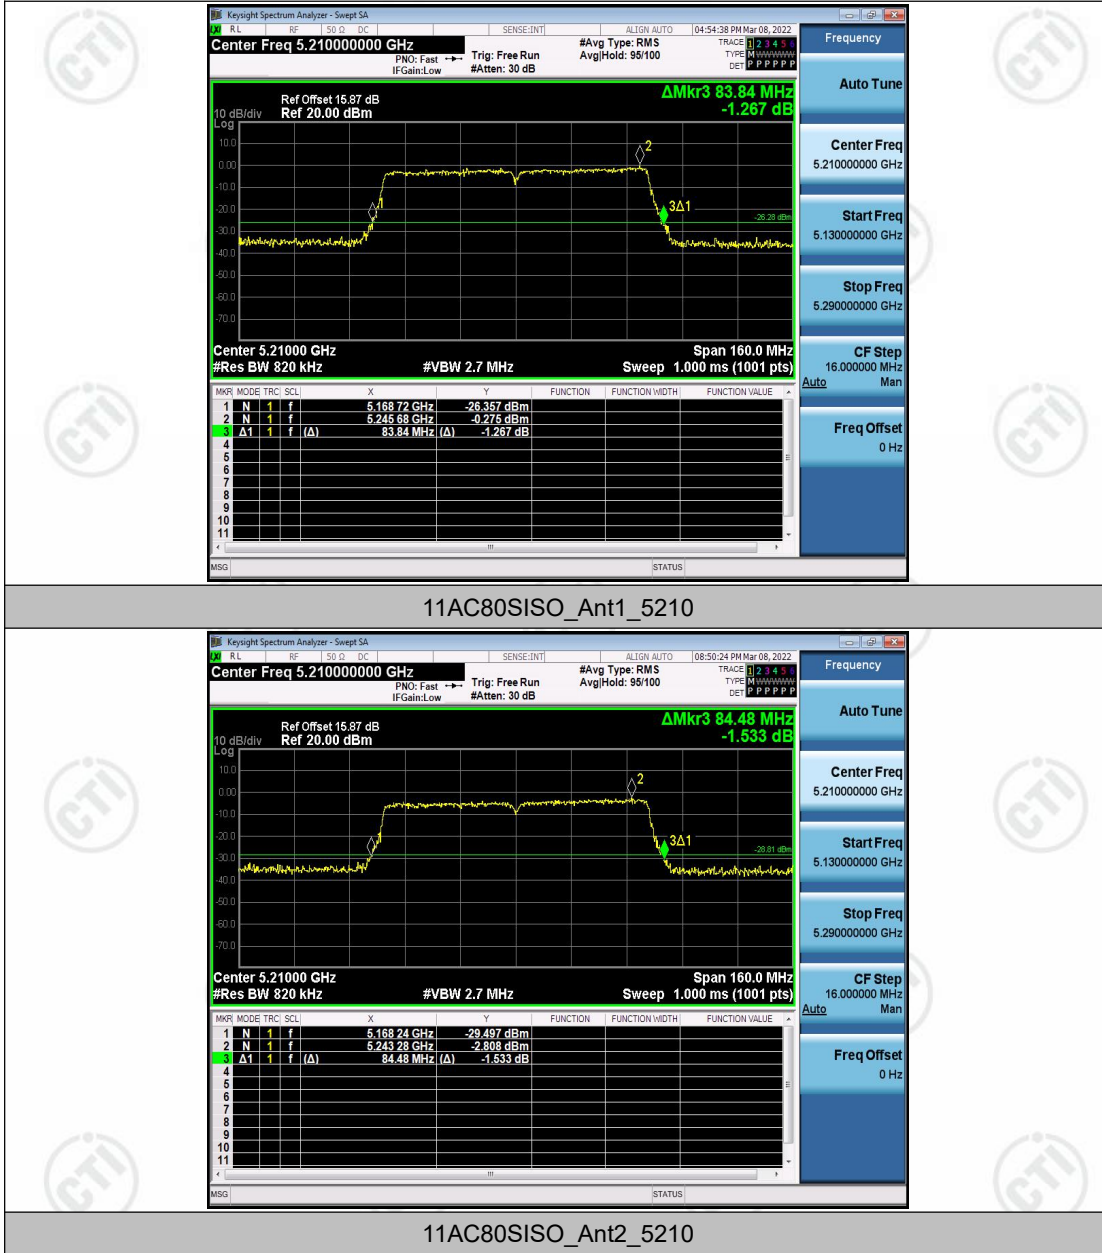 Keysight Spectrum Analyzer - Swept SA
RL RF 50 Ω DC SENSE:INT ALIGN AUTO 04:54:38 PM Mar 08, 2022
Center Freq 5.210000000 GHz
PNO: Fast
IFGain:Low
Trig: Free Run
#Atten: 30 dB
#Avg Type: RMS
Avg|Hold: 95/100
TRACE 1 2 3 4 5 6
TYPE M W W W W W
DET P P P P P P
Ref Offset 15.87 dB
10 dB/div Ref 20.00 dBm
Log
ΔMkr3 83.84 MHz
-1.267 dB
10.0
0.00
-10.0
-20.0
-30.0
-40.0
-50.0
-60.0
-70.0
2
3Δ1
-26.28 dBm
Center 5.21000 GHz Span 160.0 MHz
#Res BW 820 kHz #VBW 2.7 MHz Sweep 1.000 ms (1001 pts)
MKR MODE TRC SCL X Y FUNCTION FUNCTION WIDTH FUNCTION VALUE
1 N 1 f 5.168 72 GHz -26.357 dBm
2 N 1 f 5.245 68 GHz -0.275 dBm
3 Δ1 1 f (Δ) 83.84 MHz (Δ) -1.267 dB
4
5
6
7
8
9
10
11
MSG STATUS
Frequency
Auto Tune
Center Freq
5.210000000 GHz
Start Freq
5.130000000 GHz
Stop Freq
5.290000000 GHz
CF Step
16.000000 MHz
Auto Man
Freq Offset
0 Hz
11AC80SISO_Ant1_5210
Keysight Spectrum Analyzer - Swept SA
RL RF 50 Ω DC SENSE:INT ALIGN AUTO 08:50:24 PM Mar 08, 2022
Center Freq 5.210000000 GHz
PNO: Fast
IFGain:Low
Trig: Free Run
#Atten: 30 dB
#Avg Type: RMS
Avg|Hold: 95/100
TRACE 1 2 3 4 5 6
TYPE M W W W W W
DET P P P P P P
Ref Offset 15.87 dB
10 dB/div Ref 20.00 dBm
Log
ΔMkr3 84.48 MHz
-1.533 dB
10.0
0.00
-10.0
-20.0
-30.0
-40.0
-50.0
-60.0
-70.0
2
3Δ1
-28.81 dBm
Center 5.21000 GHz Span 160.0 MHz
#Res BW 820 kHz #VBW 2.7 MHz Sweep 1.000 ms (1001 pts)
MKR MODE TRC SCL X Y FUNCTION FUNCTION WIDTH FUNCTION VALUE
1 N 1 f 5.168 24 GHz -29.497 dBm
2 N 1 f 5.243 28 GHz -2.808 dBm
3 Δ1 1 f (Δ) 84.48 MHz (Δ) -1.533 dB
4
5
6
7
8
9
10
11
MSG STATUS
Frequency
Auto Tune
Center Freq
5.210000000 GHz
Start Freq
5.130000000 GHz
Stop Freq
5.290000000 GHz
CF Step
16.000000 MHz
Auto Man
Freq Offset
0 Hz
11AC80SISO_Ant2_5210
CTI
CTI
CTI
CTI
CTI
CTI
CTI
CTI